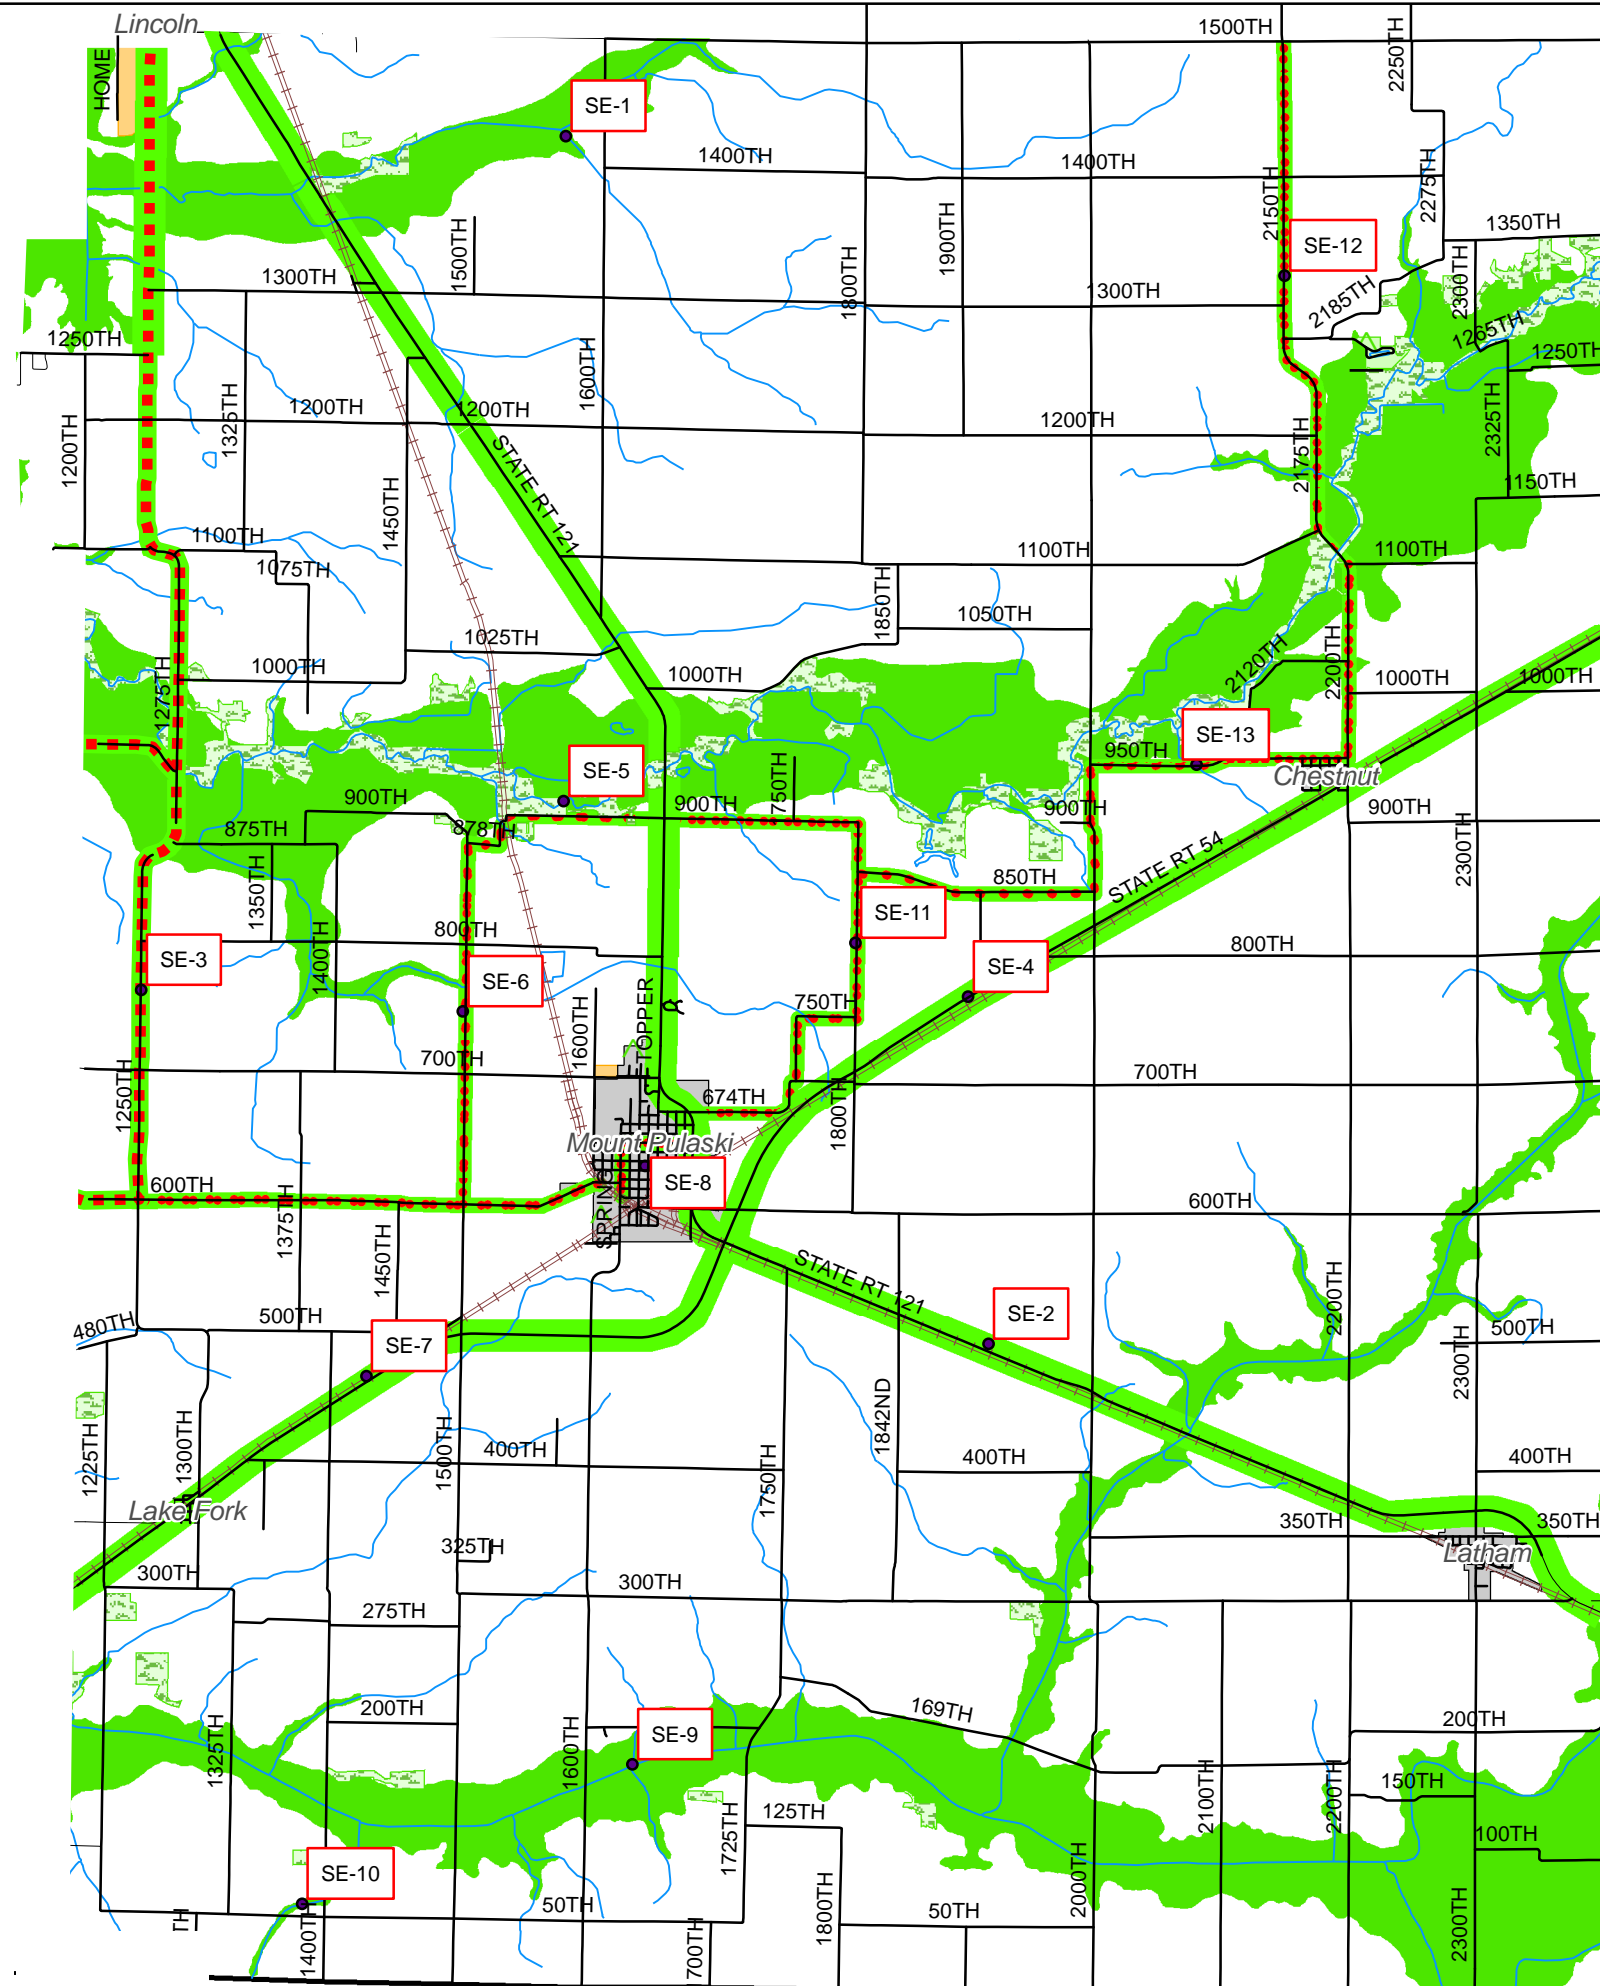 Lincoln
HOME
1500TH
2250TH
SE-1
1400TH
1400TH
2150TH
2275TH
1500TH
1900TH
1800TH
SE-12
1350TH
2300TH
1300TH
1300TH
2185TH
1265TH
1250TH
1250TH
1600TH
1200TH
1325TH
1200TH
1200TH
1200TH
2175TH
2325TH
STATE RT 121
1450TH
1150TH
1100TH
1075TH
1100TH
1100TH
1850TH
1050TH
1025TH
1000TH
1275TH
1000TH
2120TH
2200TH
1000TH
1000TH
SE-13
950TH
Chestnut
SE-5
750TH
900TH
900TH
900TH
900TH
875TH
878TH
2300TH
1350TH
STATE RT 54
850TH
SE-11
1400TH
800TH
800TH
SE-3
SE-6
SE-4
TOPPER
750TH
1600TH
700TH
700TH
1250TH
674TH
1800TH
Mount Pulaski
SE-8
SPRING
600TH
600TH
1375TH
1450TH
STATE RT 121
2200TH
SE-2
480TH
500TH
500TH
SE-7
2300TH
1842ND
1225TH
1300TH
1500TH
400TH
400TH
400TH
1750TH
Lake Fork
350TH
350TH
325TH
Latham
300TH
300TH
275TH
200TH
169TH
200TH
SE-9
1325TH
1600TH
2100TH
2200TH
150TH
125TH
1725TH
100TH
SE-10
2000TH
50TH
50TH
1800TH
2300TH
TH
1400TH
700TH